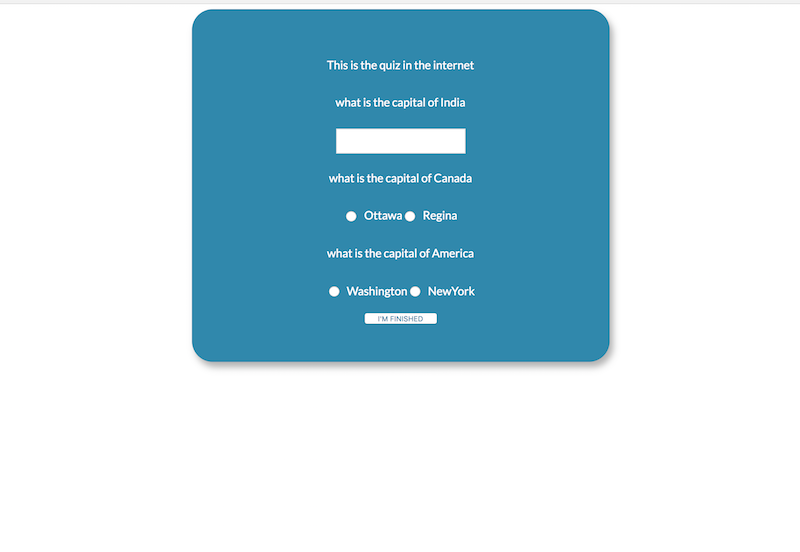 This is the quiz in the internet
what is the capital of India
what is the capital of Canada
Ottawa Regina
what is the capital of America
Washington NewYork
I'M FINISHED